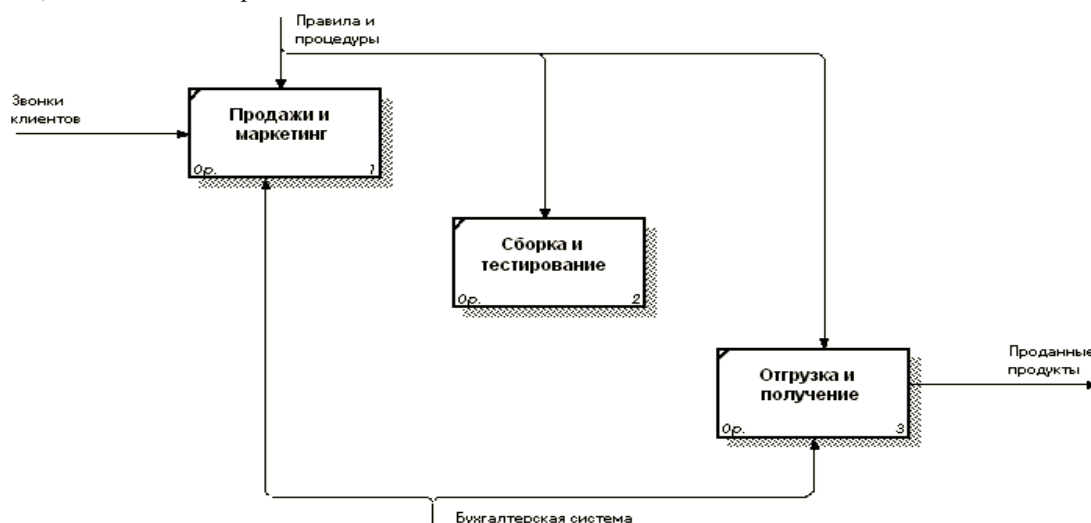 Правила и
процедуры
Звонки
клиентов
Продажи и
маркетинг
0р. 1
Сборка и
тестирование
0р. 2
Отгрузка и
получение
0р. 3
Проданные
продукты
Бухгалтерская система